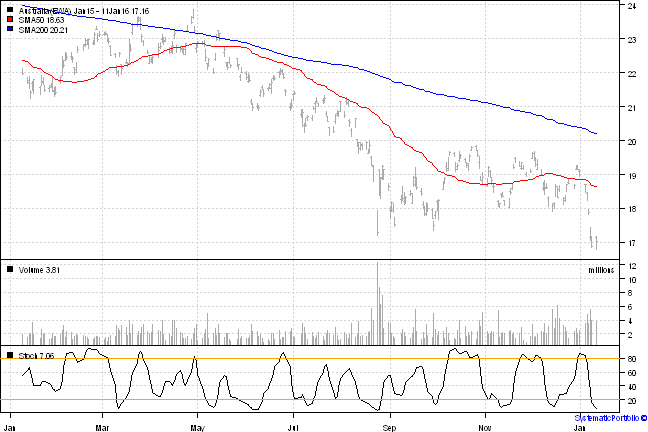 Australia(EWA) Jan15 - 11Jan16 17.16
SMA50 18.63
SMA200 20.21
24
23
22
21
20
19
18
17
Volume 3.81
millions
12
10
8
6
4
2
Stoch 7.06
80
60
40
20
Jan
Mar
May
Jul
Sep
Nov
Jan
SystematicPortfolio ©